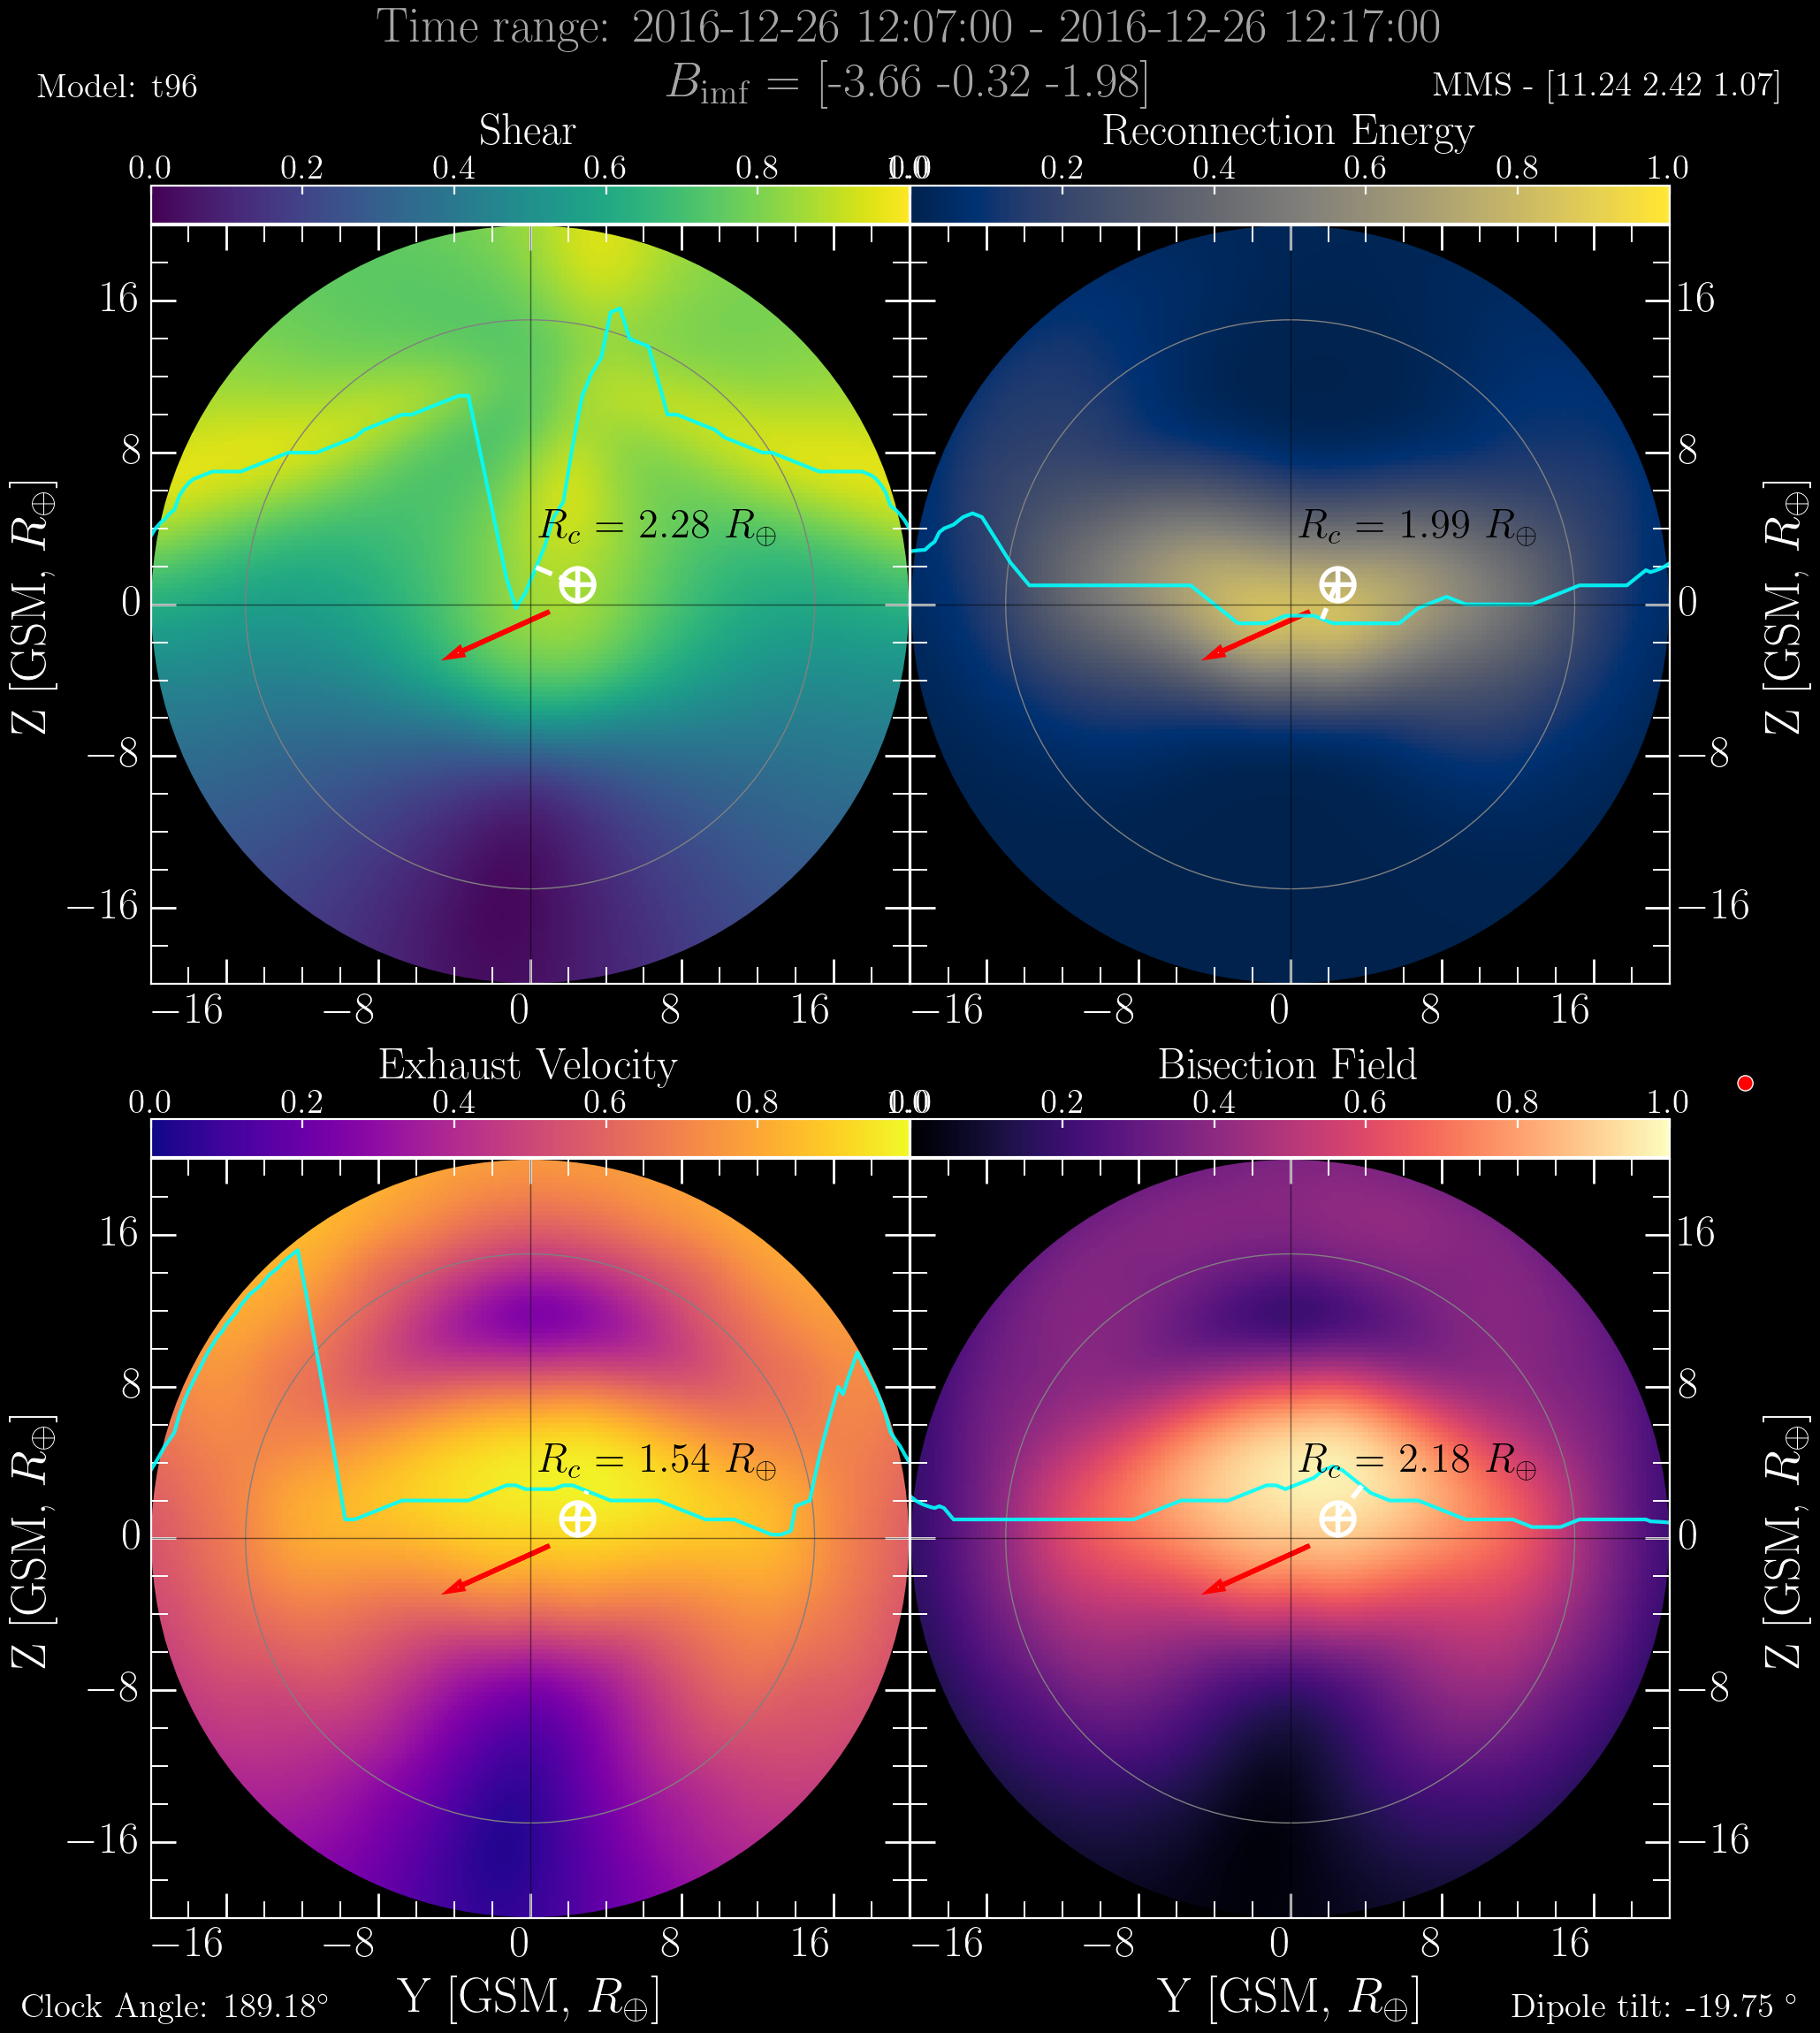 Time range: 2016-12-26 12:07:00 - 2016-12-26 12:17:00
Model: t96
B_imf = [-3.66 -0.32 -1.98]
MMS - [11.24 2.42 1.07]
Shear
Reconnection Energy
0.0 0.2 0.4 0.6 0.8 1.0
0.0 0.2 0.4 0.6 0.8 1.0
16
8
0
−8
−16
Z [GSM, R⊕]
R_c = 2.28 R⊕
R_c = 1.99 R⊕
16
8
0
−8
−16
Z [GSM, R⊕]
−16 −8 0 8 16
−16 −8 0 8 16
Exhaust Velocity
Bisection Field
0.0 0.2 0.4 0.6 0.8 1.0
0.0 0.2 0.4 0.6 0.8 1.0
16
8
0
−8
−16
Z [GSM, R⊕]
R_c = 1.54 R⊕
R_c = 2.18 R⊕
16
8
0
−8
−16
Z [GSM, R⊕]
−16 −8 0 8 16
−16 −8 0 8 16
Y [GSM, R⊕]
Y [GSM, R⊕]
Clock Angle: 189.18°
Dipole tilt: -19.75 °